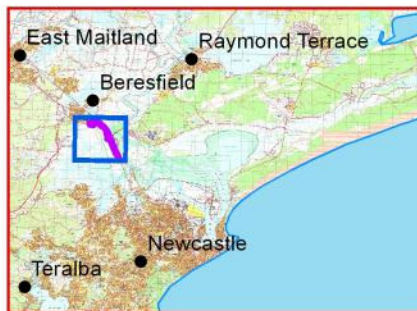 East Maitland
Raymond Terrace
Beresfield
Newcastle
Teralba